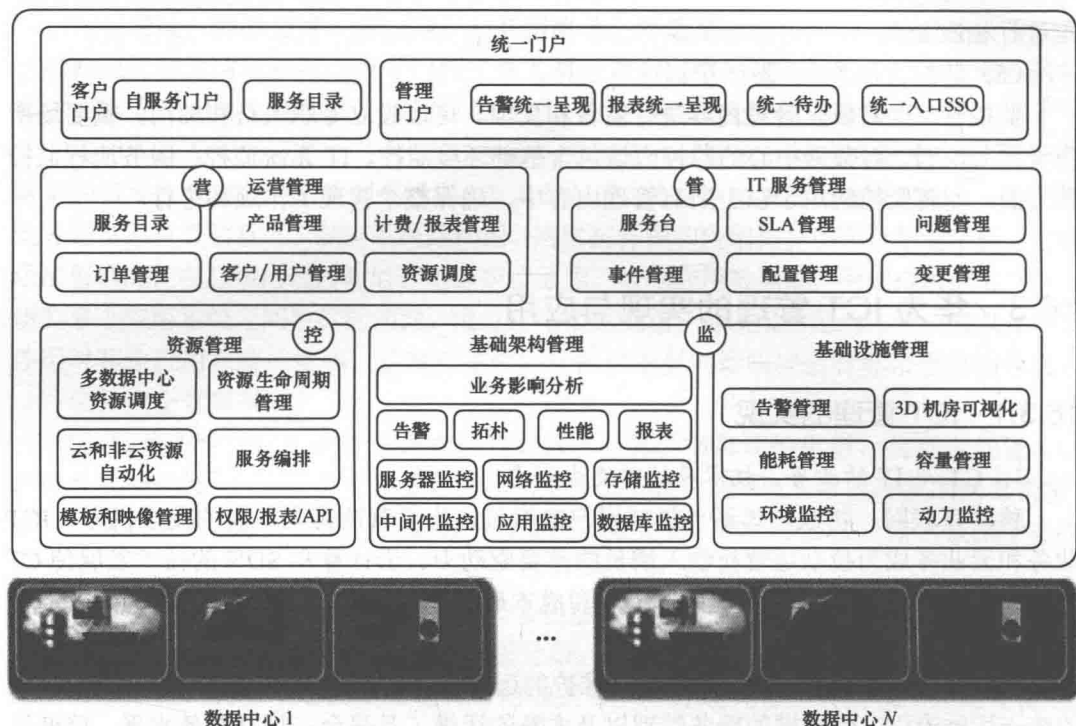 统一门户
客户门户
自服务门户
服务目录
管理门户
告警统一呈现
报表统一呈现
统一待办
统一入口SSO
营
运营管理
服务目录
产品管理
计费/报表管理
订单管理
客户/用户管理
资源调度
管
IT 服务管理
服务台
SLA管理
问题管理
事件管理
配置管理
变更管理
控
资源管理
多数据中心
资源调度
资源生命周期
管理
云和非云资源
自动化
服务编排
模板和映像管理
权限/报表/API
监
基础架构管理
业务影响分析
告警
拓朴
性能
报表
服务器监控
网络监控
存储监控
中间件监控
应用监控
数据库监控
基础设施管理
告警管理
3D 机房可视化
能耗管理
容量管理
环境监控
动力监控
...
数据中心 1
数据中心 N